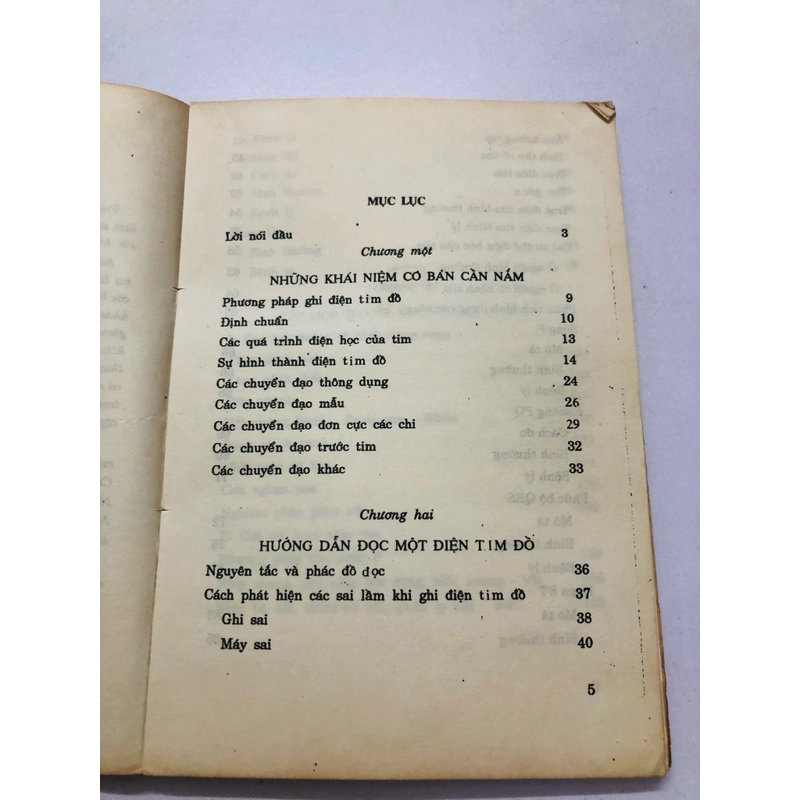 MỤC LỤC
Lời nói đầu 3
Chương một
NHỮNG KHÁI NIỆM CƠ BẢN CẦN NẮM
Phương pháp ghi điện tim đồ 9
Định chuẩn 10
Các quá trình điện học của tim 13
Sự hình thành điện tim đồ 14
Các chuyển đạo thông dụng 24
Các chuyển đạo mẫu 26
Các chuyển đạo đơn cực các chi 29
Các chuyển đạo trước tim 32
Các chuyển đạo khác 33
Chương hai
HƯỚNG DẪN ĐỌC MỘT ĐIỆN TIM ĐỒ
Nguyên tắc và phác đồ đọc 36
Cách phát hiện các sai lầm khi ghi điện tim đồ 37
Ghi sai 38
Máy sai 40
5